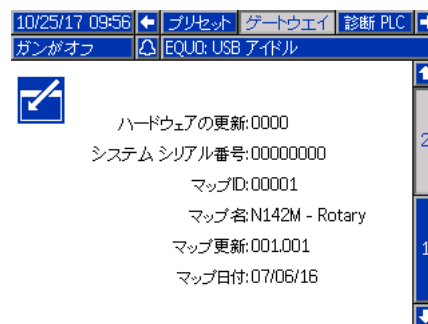 10/25/17 09:56 プリセット ゲートウエイ 診断 PLC
ガンがオフ EQU0: USB アイドル
ハードウェアの更新:0000
システム シリアル番号:00000000
マップID:00001
マップ名:N142M - Rotary
マップ更新:001.001
マップ日付:07/06/16
2
1